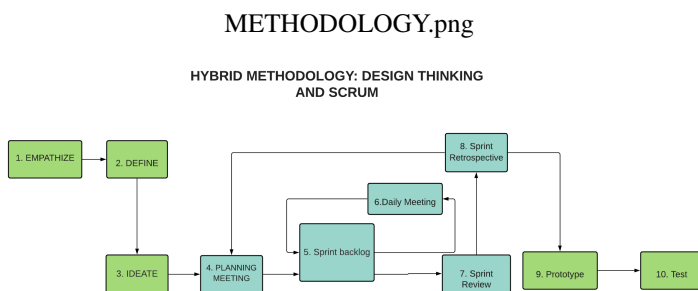 METHODOLOGY.png
HYBRID METHODOLOGY: DESIGN THINKING
AND SCRUM
1. EMPATHIZE
2. DEFINE
3. IDEATE
4. PLANNING
MEETING
5. Sprint backlog
6.Daily Meeting
7. Sprint
Review
8. Sprint
Retrospective
9. Prototype
10. Test